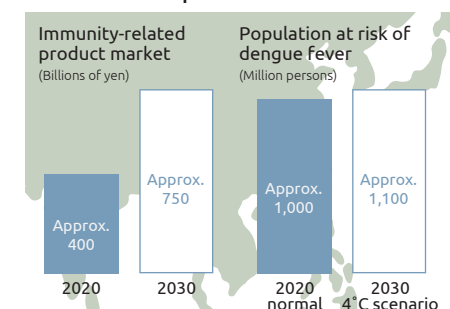 Immunity-related
product market
(Billions of yen)
Approx.
400
2020
Approx.
750
2030
Population at risk of
dengue fever
(Million persons)
Approx.
1,000
2020
normal
Approx.
1,100
2030
4˚C scenario